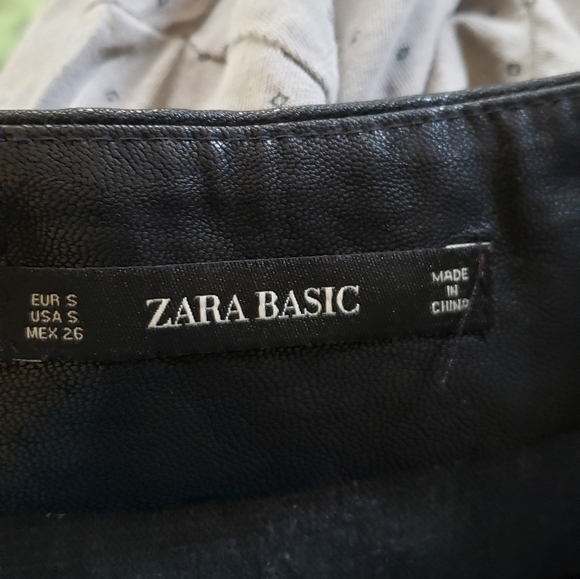 EUR S
USA S
MEX 26
ZARA BASIC
MADE
IN
CHINA